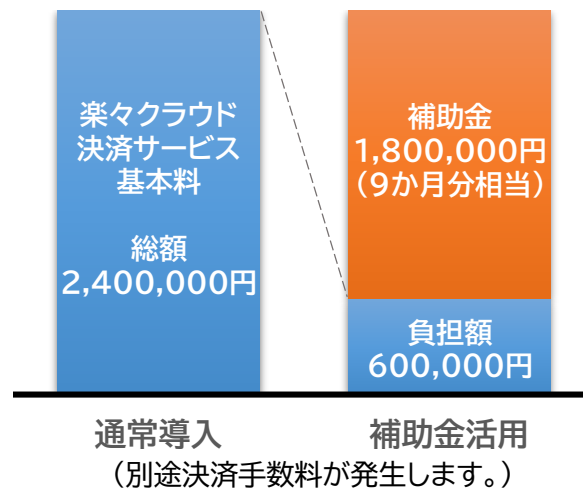 楽々クラウド
決済サービス
基本料
総額
2,400,000円
補助金
1,800,000円
（9か月分相当）
負担額
600,000円
通常導入
補助金活用
（別途決済手数料が発生します。）